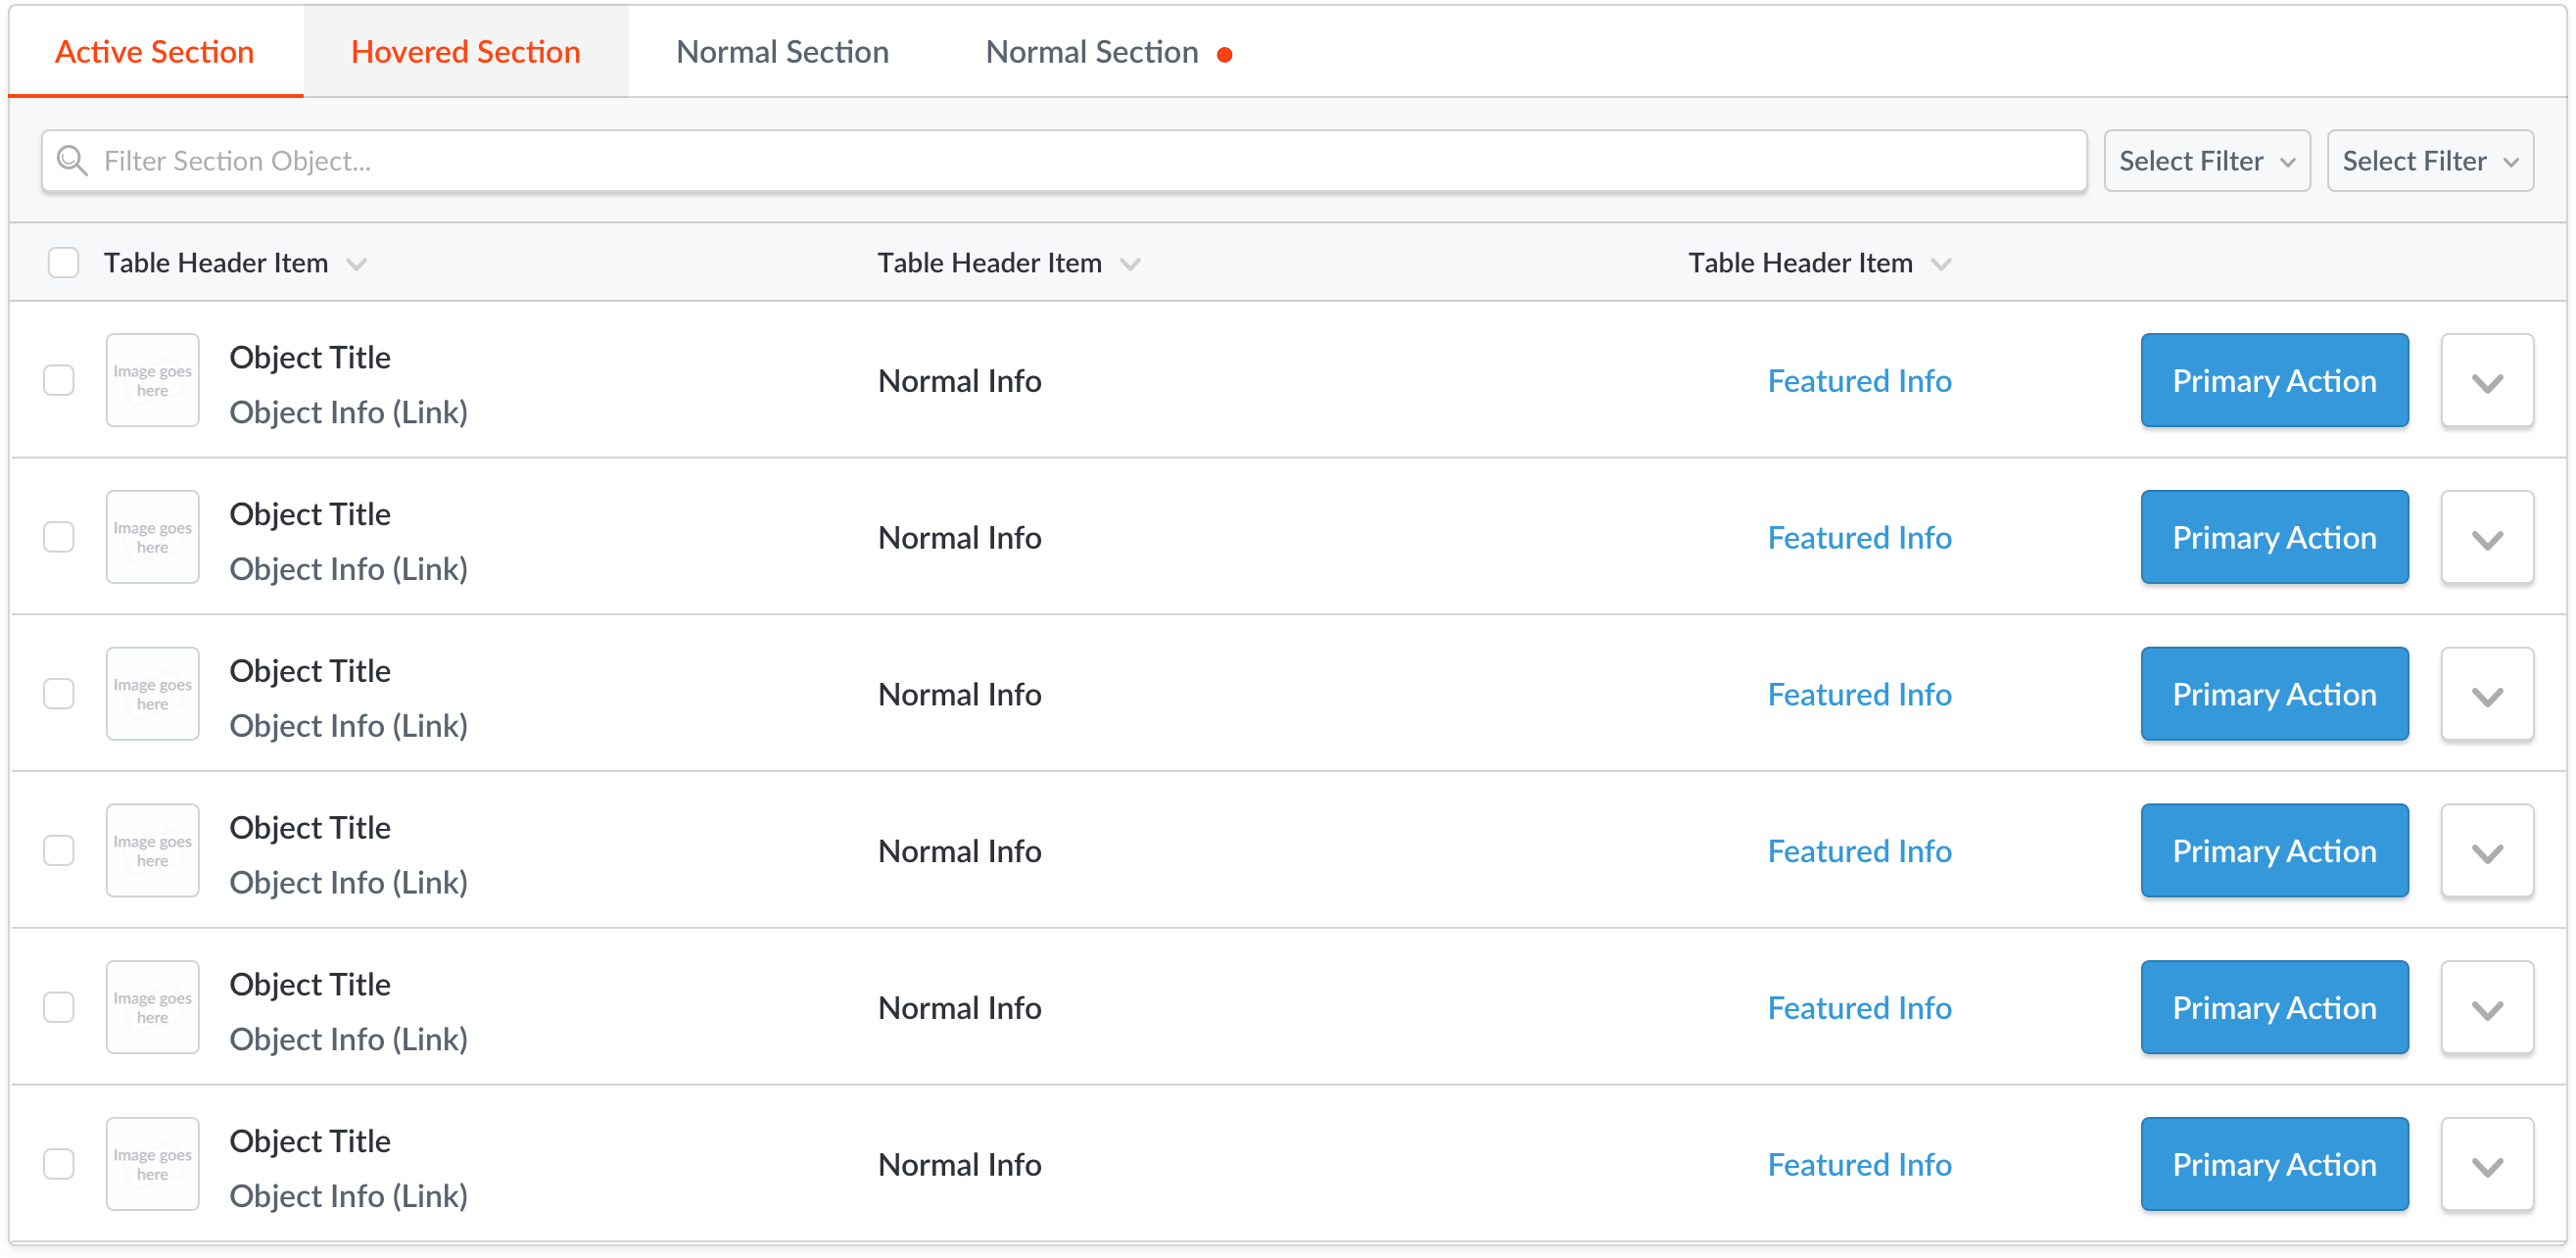 Active Section Hovered Section Normal Section Normal Section
Filter Section Object... Select Filter Select Filter
Table Header Item Table Header Item Table Header Item
Image goes here
Object Title
Object Info (Link)
Normal Info
Featured Info
Primary Action
Image goes here
Object Title
Object Info (Link)
Normal Info
Featured Info
Primary Action
Image goes here
Object Title
Object Info (Link)
Normal Info
Featured Info
Primary Action
Image goes here
Object Title
Object Info (Link)
Normal Info
Featured Info
Primary Action
Image goes here
Object Title
Object Info (Link)
Normal Info
Featured Info
Primary Action
Image goes here
Object Title
Object Info (Link)
Normal Info
Featured Info
Primary Action